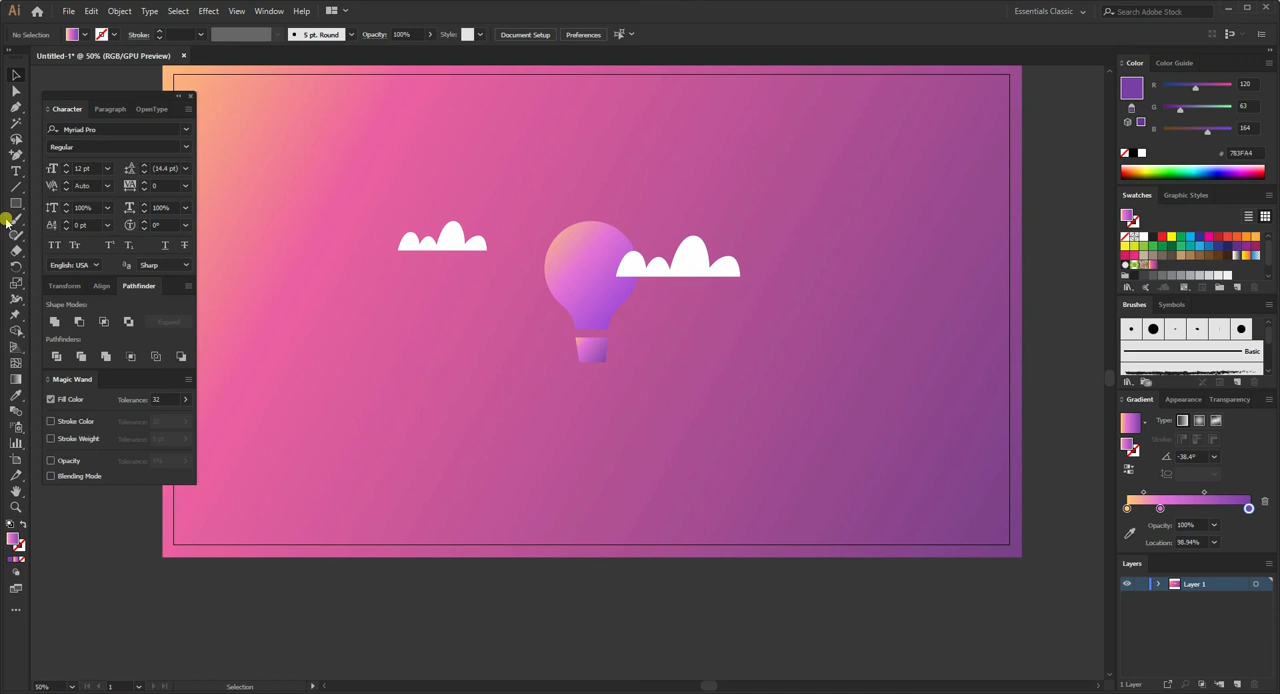 Ai
File Edit Object Type Select Effect View Window Help
Essentials Classic
Search Adobe Stock
No Selection
Stroke:
5 pt. Round
Opacity: 100%
Style:
Document Setup
Preferences
Untitled-1* @ 50% (RGB/GPU Preview)
Character Paragraph OpenType
Myriad Pro
Regular
12 pt (14.4 pt)
Auto 0
100% 100%
0 pt 0°
English: USA Sharp
Transform Align Pathfinder
Shape Modes:
Expand
Pathfinders:
Magic Wand
Fill Color Tolerance: 32
Stroke Color Tolerance:
Stroke Weight Tolerance:
Opacity Tolerance:
Blending Mode
Color Color Guide
R 120
G 63
B 164
# 783FA4
Swatches Graphic Styles
Brushes Symbols
Basic
Gradient Appearance Transparency
Type:
Stroke:
-38.4°
Opacity: 100%
Location: 98.94%
Layers
Layer 1
1 Layer
50% 1 Selection